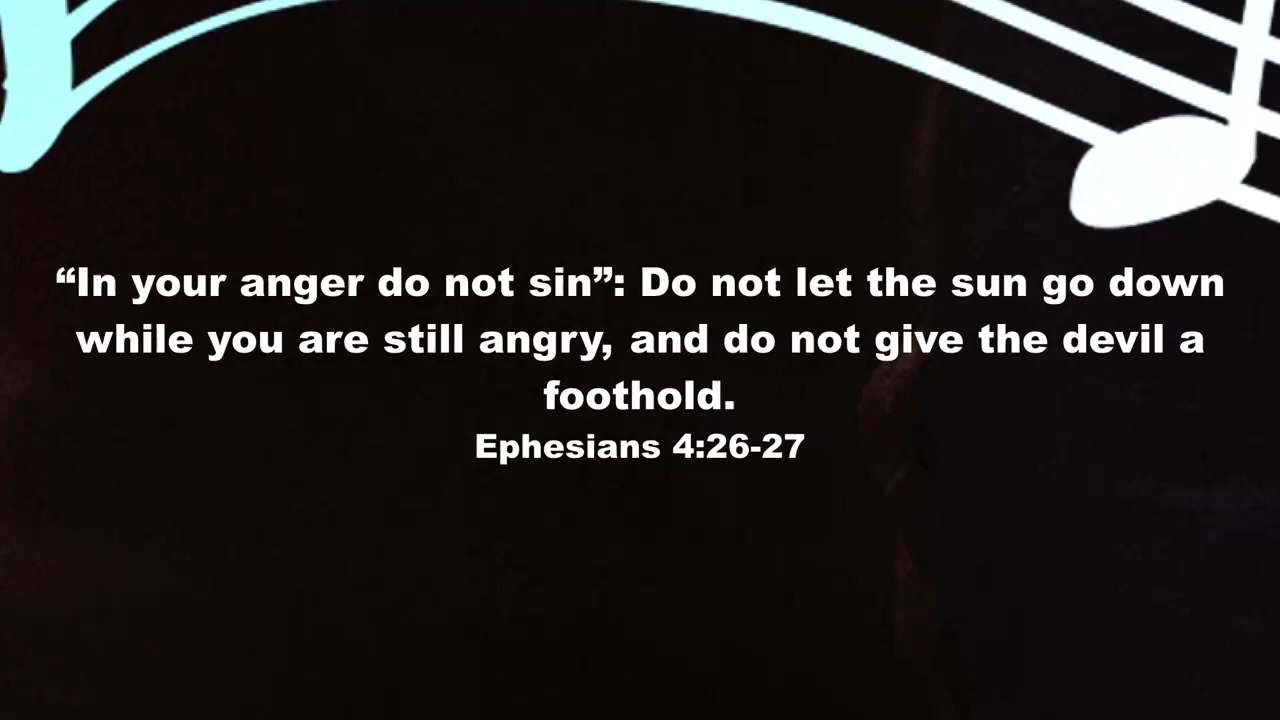 “In your anger do not sin”: Do not let the sun go down
while you are still angry, and do not give the devil a
foothold.
Ephesians 4:26-27